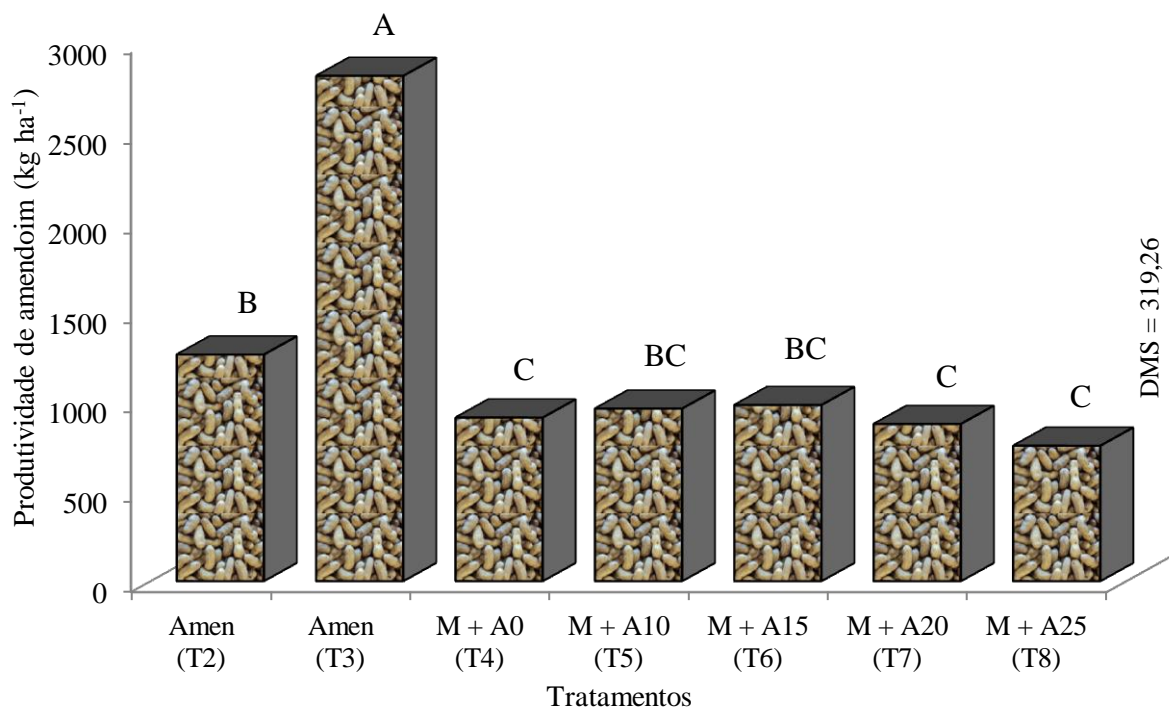 Produtividade de amendoim (kg ha-1)
3000
2500
2000
1500
1000
500
0
B
A
C
BC
BC
C
C
DMS = 319,26
Amen (T2)
Amen (T3)
M + A0 (T4)
M + A10 (T5)
M + A15 (T6)
M + A20 (T7)
M + A25 (T8)
Tratamentos